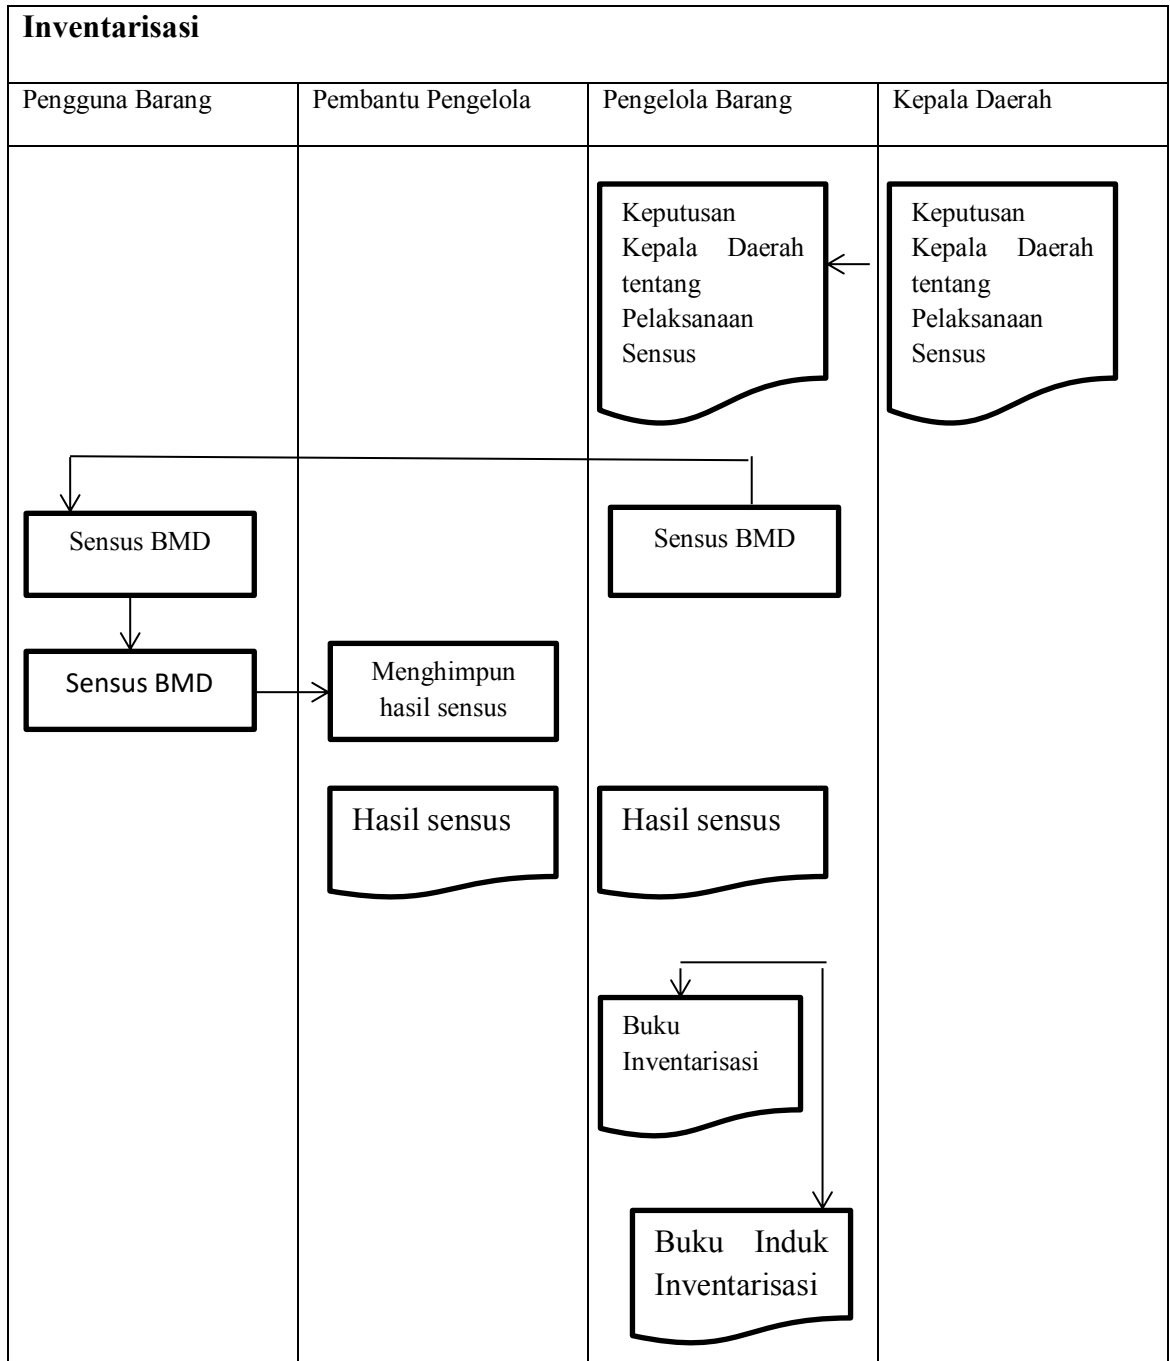 Inventarisasi
Pengguna Barang
Pembantu Pengelola
Pengelola Barang
Kepala Daerah
Keputusan
Kepala Daerah
tentang
Pelaksanaan
Sensus
Keputusan
Kepala Daerah
tentang
Pelaksanaan
Sensus
Sensus BMD
Sensus BMD
Sensus BMD
Menghimpun
hasil sensus
Hasil sensus
Hasil sensus
Buku
Inventarisasi
Buku Induk
Inventarisasi